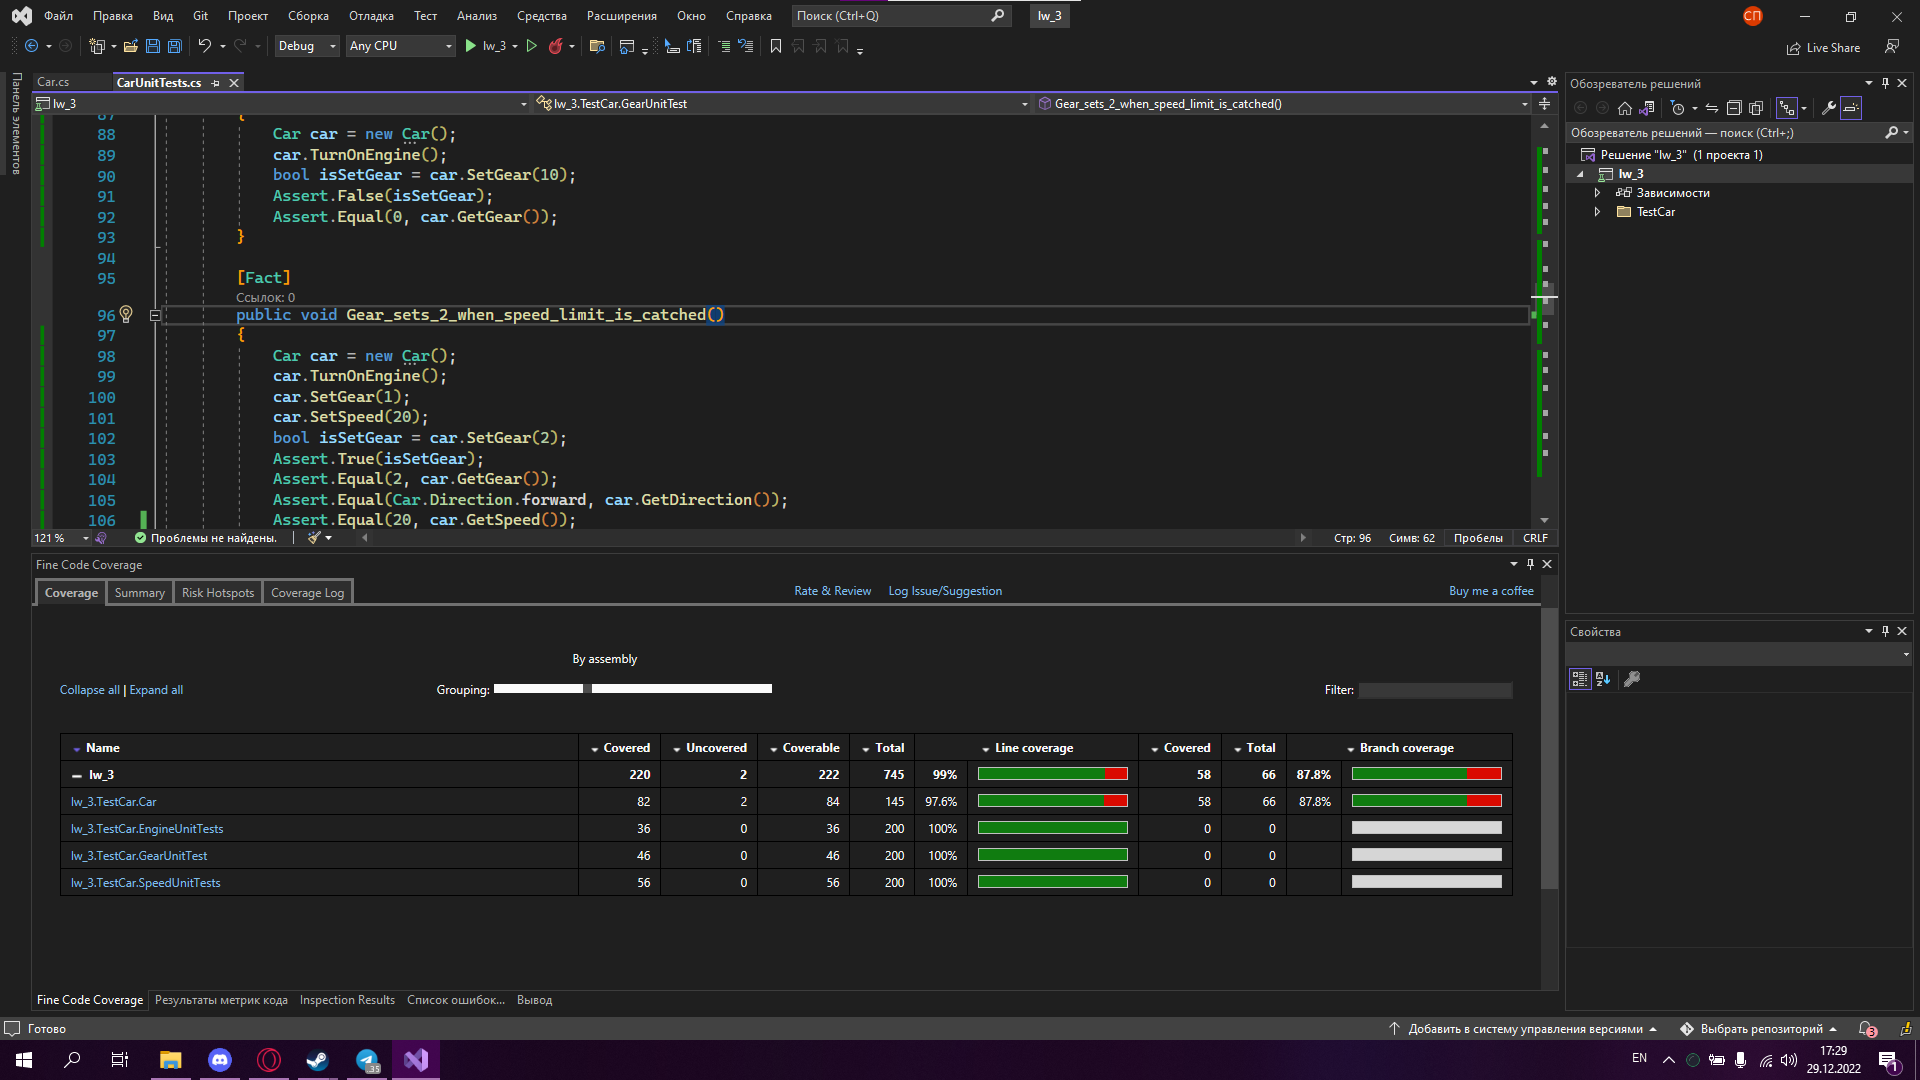 Файл Правка Вид Git Проект Сборка Отладка Тест Анализ Средства Расширения Окно Справка Поиск (Ctrl+Q) lw_3 СП
Debug Any CPU lw_3 Live Share
Панель элементов
Car.cs CarUnitTests.cs
lw_3 lw_3.TestCar.GearUnitTest Gear_sets_2_when_speed_limit_is_catched()
87 {
88 Car car = new Car();
89 car.TurnOnEngine();
90 bool isSetGear = car.SetGear(10);
91 Assert.False(isSetGear);
92 Assert.Equal(0, car.GetGear());
93 }
94
95 [Fact]
Ссылок: 0
96 public void Gear_sets_2_when_speed_limit_is_catched()
97 {
98 Car car = new Car();
99 car.TurnOnEngine();
100 car.SetGear(1);
101 car.SetSpeed(20);
102 bool isSetGear = car.SetGear(2);
103 Assert.True(isSetGear);
104 Assert.Equal(2, car.GetGear());
105 Assert.Equal(Car.Direction.forward, car.GetDirection());
106 Assert.Equal(20, car.GetSpeed());
121 % Проблемы не найдены. Стр: 96 Симв: 62 Пробелы CRLF
Обозреватель решений
Обозреватель решений — поиск (Ctrl+;)
Решение "lw_3" (1 проекта 1)
lw_3
Зависимости
TestCar
Свойства
Fine Code Coverage
Coverage Summary Risk Hotspots Coverage Log Rate & Review Log Issue/Suggestion Buy me a coffee
By assembly
Collapse all | Expand all Grouping: Filter:
Name Covered Uncovered Coverable Total Line coverage Covered Total Branch coverage
lw_3 220 2 222 745 99% 58 66 87.8%
lw_3.TestCar.Car 82 2 84 145 97.6% 58 66 87.8%
lw_3.TestCar.EngineUnitTests 36 0 36 200 100% 0 0
lw_3.TestCar.GearUnitTest 46 0 46 200 100% 0 0
lw_3.TestCar.SpeedUnitTests 56 0 56 200 100% 0 0
Fine Code Coverage Результаты метрик кода Inspection Results Список ошибок... Вывод
Готово Добавить в систему управления версиями Выбрать репозиторий 3
.35 EN 17:29
29.12.2022 1